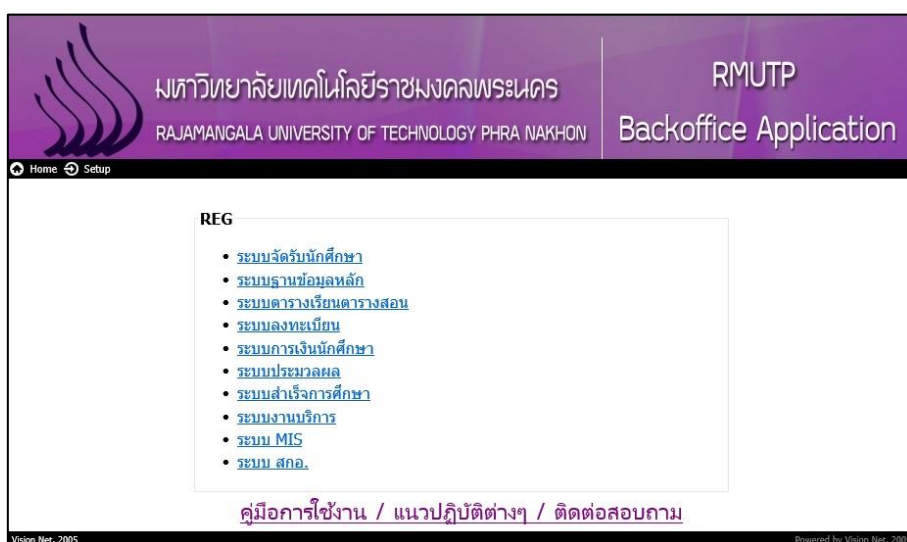 มหาวิทยาลัยเทคโนโลยีราชมงคลพระนคร
RAJAMANGALA UNIVERSITY OF TECHNOLOGY PHRA NAKHON
RMUTP
Backoffice Application
Home Setup
REG
ระบบจัดรับนักศึกษา
ระบบฐานข้อมูลหลัก
ระบบตารางเรียนตารางสอน
ระบบลงทะเบียน
ระบบการเงินนักศึกษา
ระบบประมวลผล
ระบบสำเร็จการศึกษา
ระบบงานบริการ
ระบบ MIS
ระบบ สกอ.
คู่มือการใช้งาน / แนวปฏิบัติต่างๆ / ติดต่อสอบถาม
Vision Net, 2005
Powered by Vision Net, 200